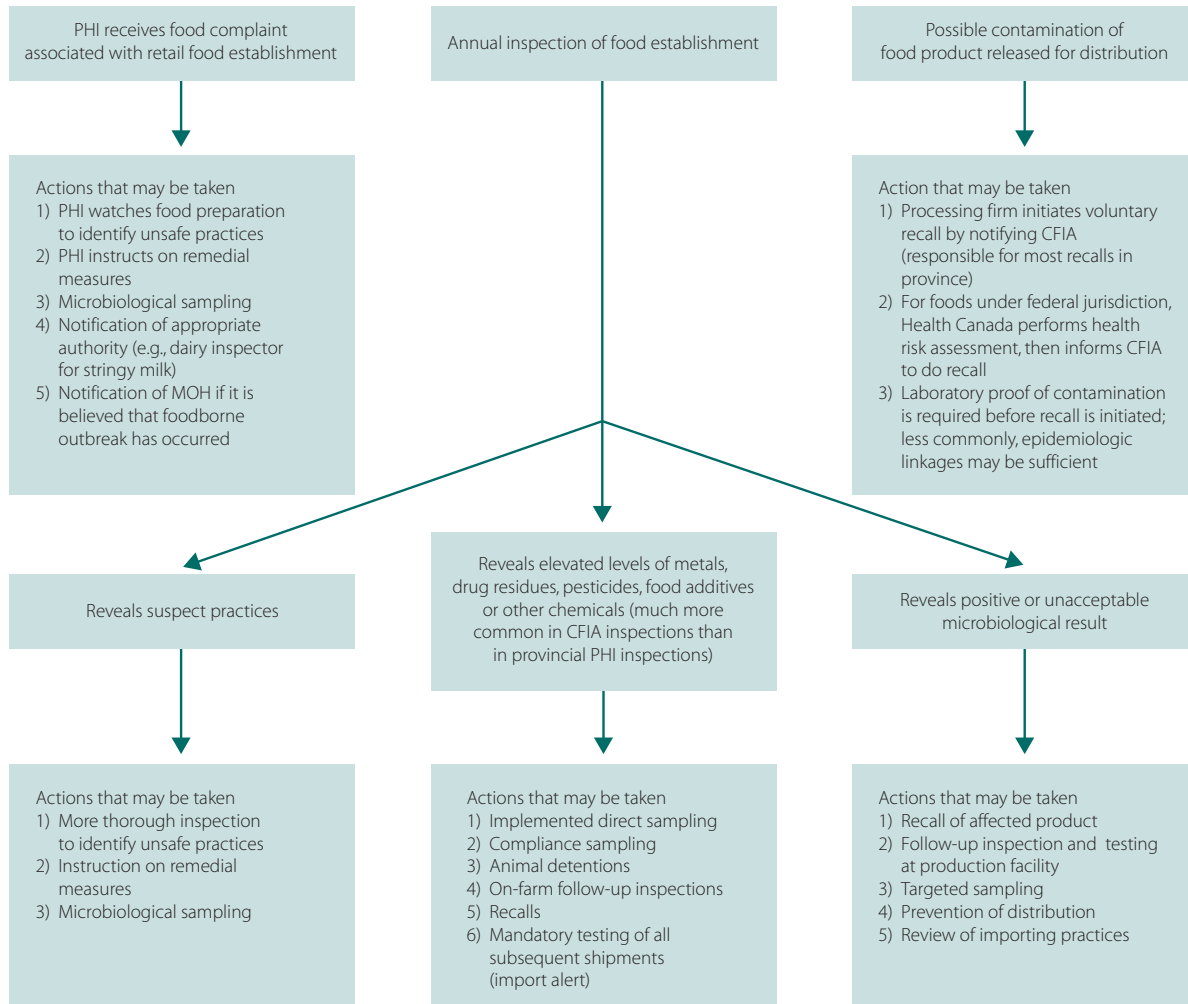 PHI receives food complaint
associated with retail food establishment
Annual inspection of food establishment
Possible contamination of
food product released for distribution
Actions that may be taken
1) PHI watches food preparation
to identify unsafe practices
2) PHI instructs on remedial
measures
3) Microbiological sampling
4) Notification of appropriate
authority (e.g., dairy inspector
for stringy milk)
5) Notification of MOH if it is
believed that foodborne
outbreak has occurred
Action that may be taken
1) Processing firm initiates voluntary
recall by notifying CFIA
(responsible for most recalls in
province)
2) For foods under federal jurisdiction,
Health Canada performs health
risk assessment, then informs CFIA
to do recall
3) Laboratory proof of contamination
is required before recall is initiated;
less commonly, epidemiologic
linkages may be sufficient
Reveals suspect practices
Reveals elevated levels of metals,
drug residues, pesticides, food additives
or other chemicals (much more
common in CFIA inspections than
in provincial PHI inspections)
Reveals positive or unacceptable
microbiological result
Actions that may be taken
1) More thorough inspection
to identify unsafe practices
2) Instruction on remedial
measures
3) Microbiological sampling
Actions that may be taken
1) Implemented direct sampling
2) Compliance sampling
3) Animal detentions
4) On-farm follow-up inspections
5) Recalls
6) Mandatory testing of all
subsequent shipments
(import alert)
Actions that may be taken
1) Recall of affected product
2) Follow-up inspection and testing
at production facility
3) Targeted sampling
4) Prevention of distribution
5) Review of importing practices